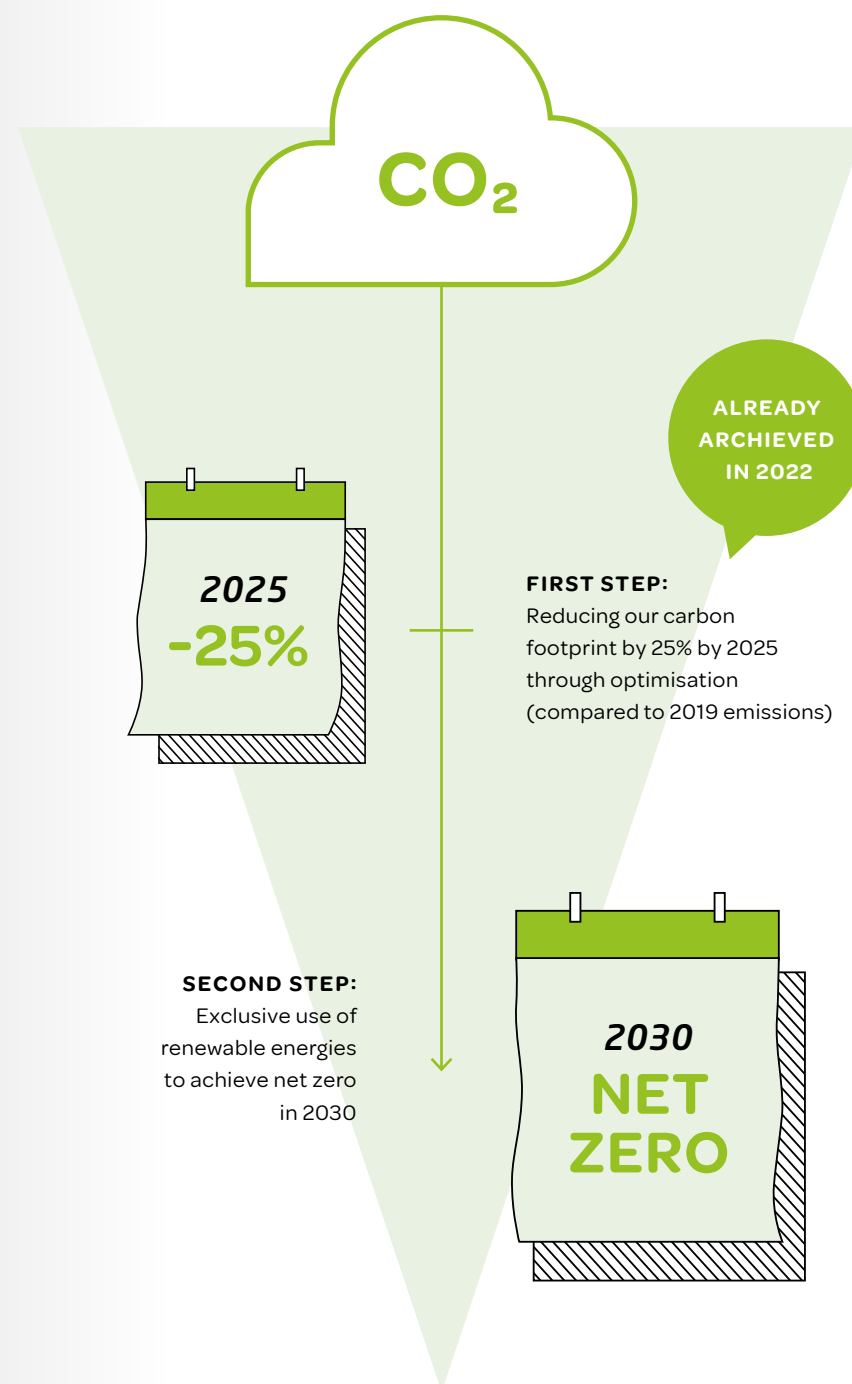 CO₂
ALREADY
ARCHIEVED
IN 2022
2025
-25%
FIRST STEP:
Reducing our carbon
footprint by 25% by 2025
through optimisation
(compared to 2019 emissions)
SECOND STEP:
Exclusive use of
renewable energies
to achieve net zero
in 2030
2030
NET
ZERO